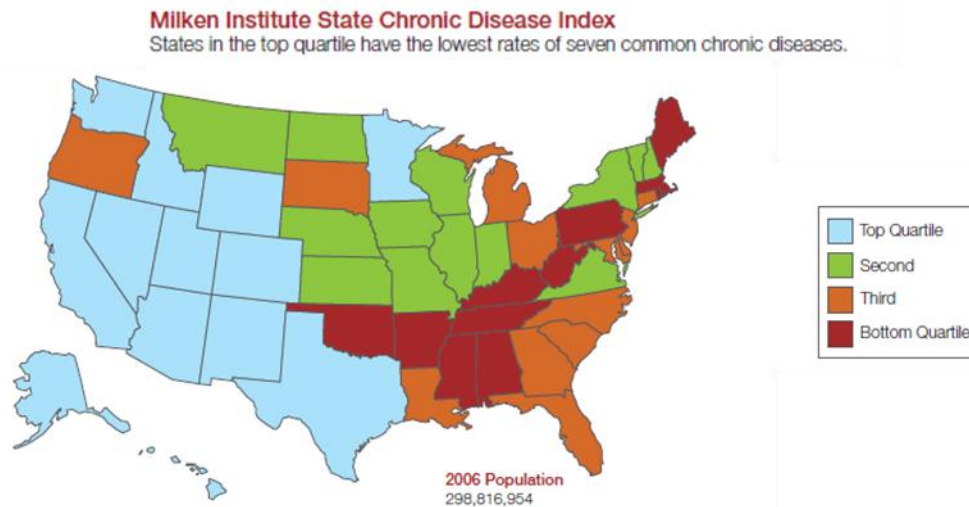 Milken Institute State Chronic Disease Index
States in the top quartile have the lowest rates of seven common chronic diseases.
Top Quartile
Second
Third
Bottom Quartile
2006 Population
298,816,954